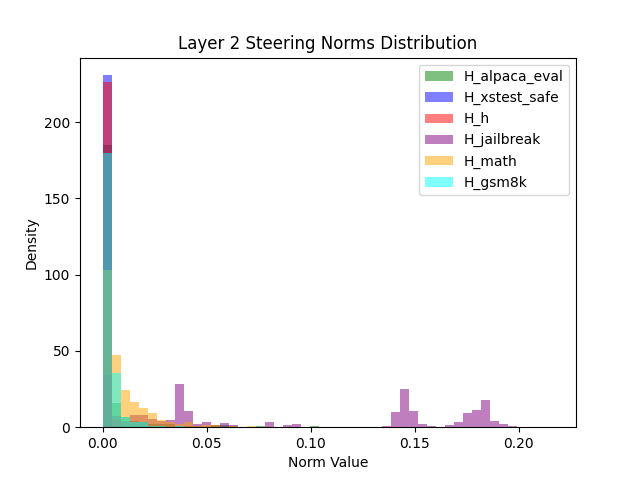 Layer 2 Steering Norms Distribution
H_alpaca_eval
H_xstest_safe
H_h
H_jailbreak
H_math
H_gsm8k
Density
200
150
100
50
0
0.00 0.05 0.10 0.15 0.20
Norm Value